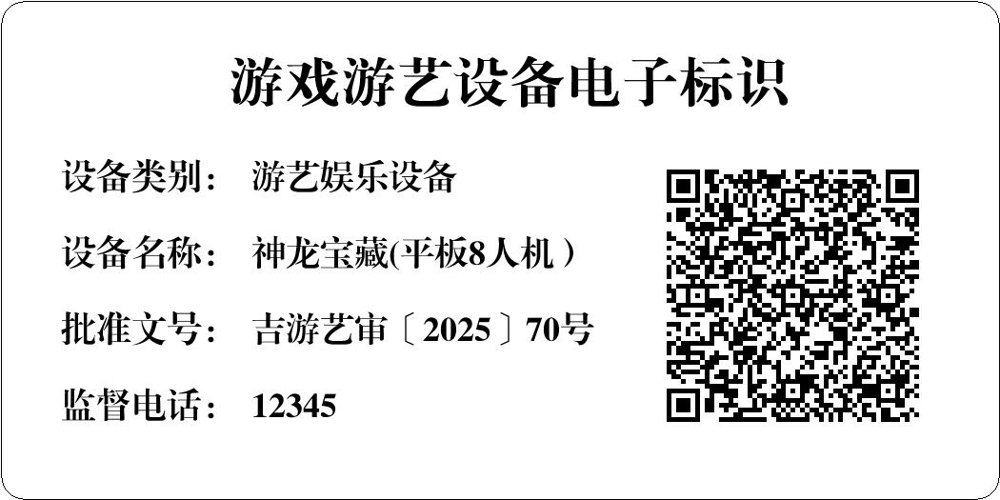 游戏游艺设备电子标识
设备类别： 游艺娱乐设备
设备名称： 神龙宝藏(平板8人机）
批准文号： 吉游艺审〔2025〕70号
监督电话： 12345